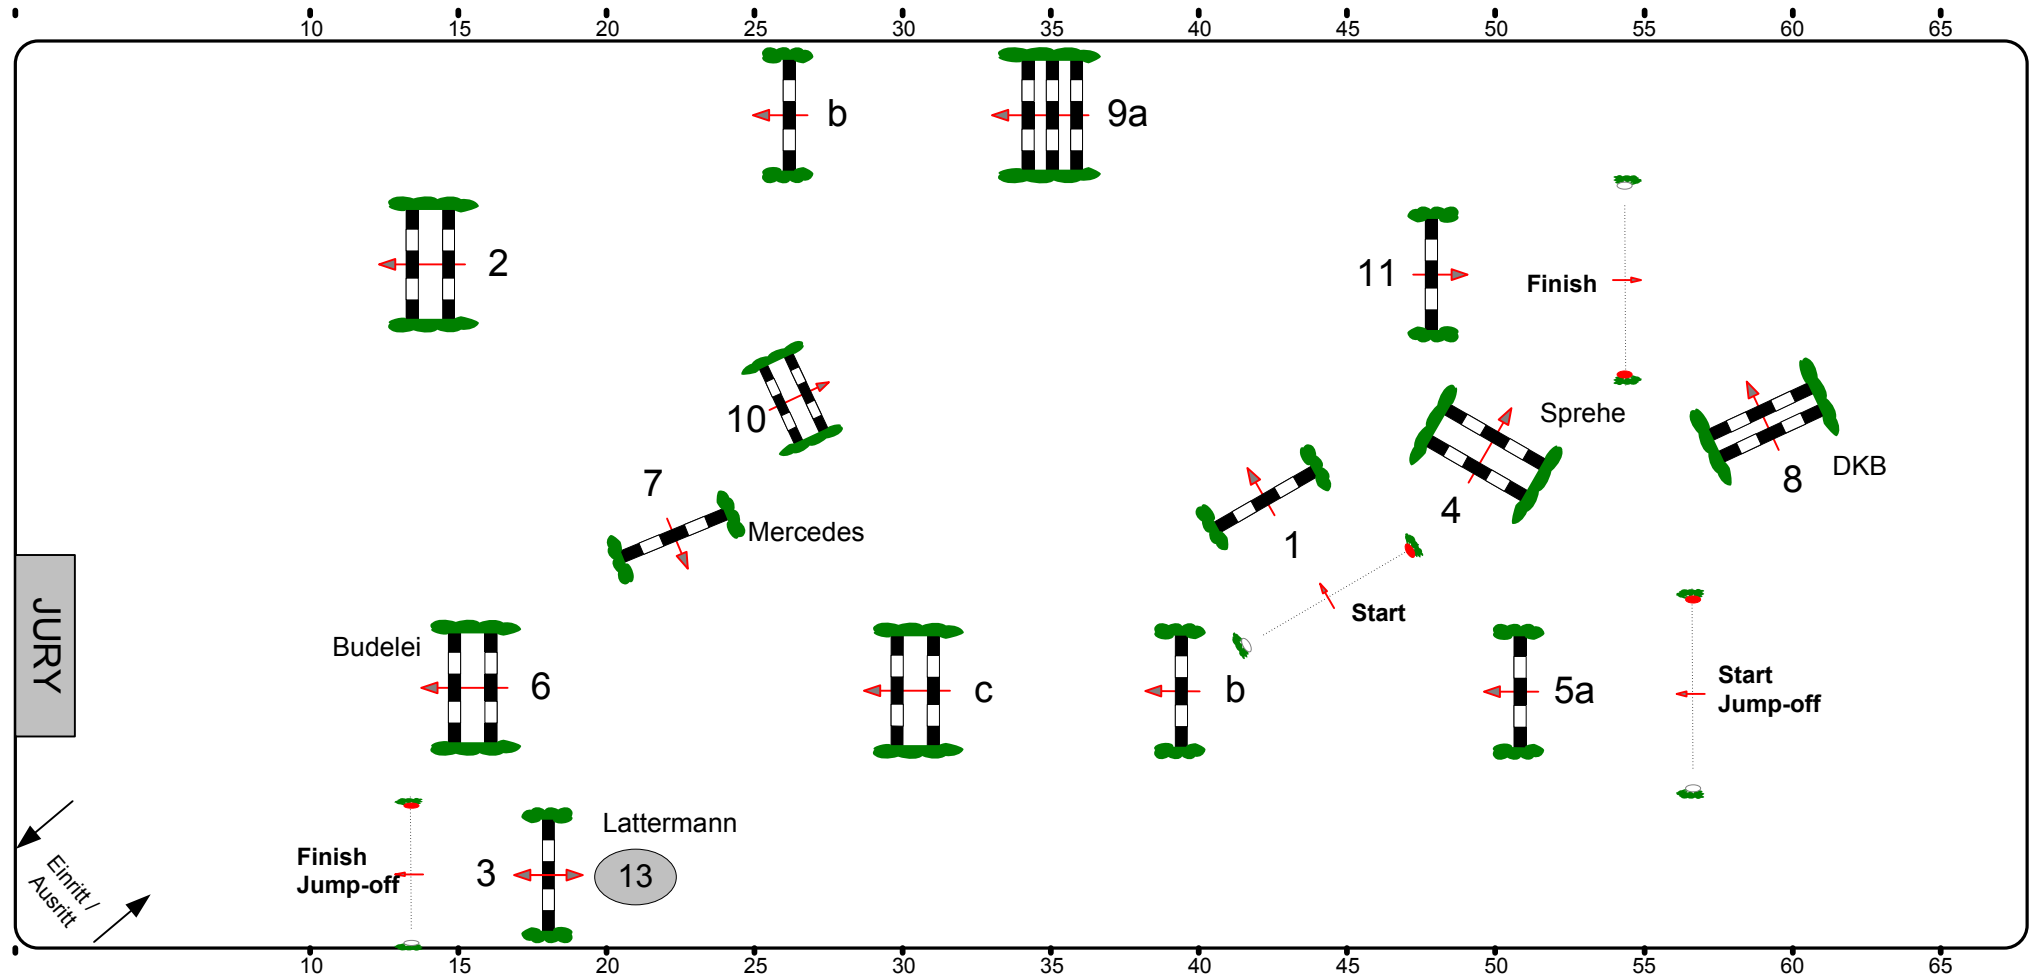 10 15 20 25 30 35 40 45 50 55 60 65
b
9a
2
11
Finish
10
Sprehe
7
4
8
DKB
Mercedes
1
Start
JURY
Budelei
6
c
b
5a
Start
Jump-off
Lattermann
Finish
Jump-off
3
13
Einritt /
Ausritt
10 15 20 25 30 35 40 45 50 55 60 65